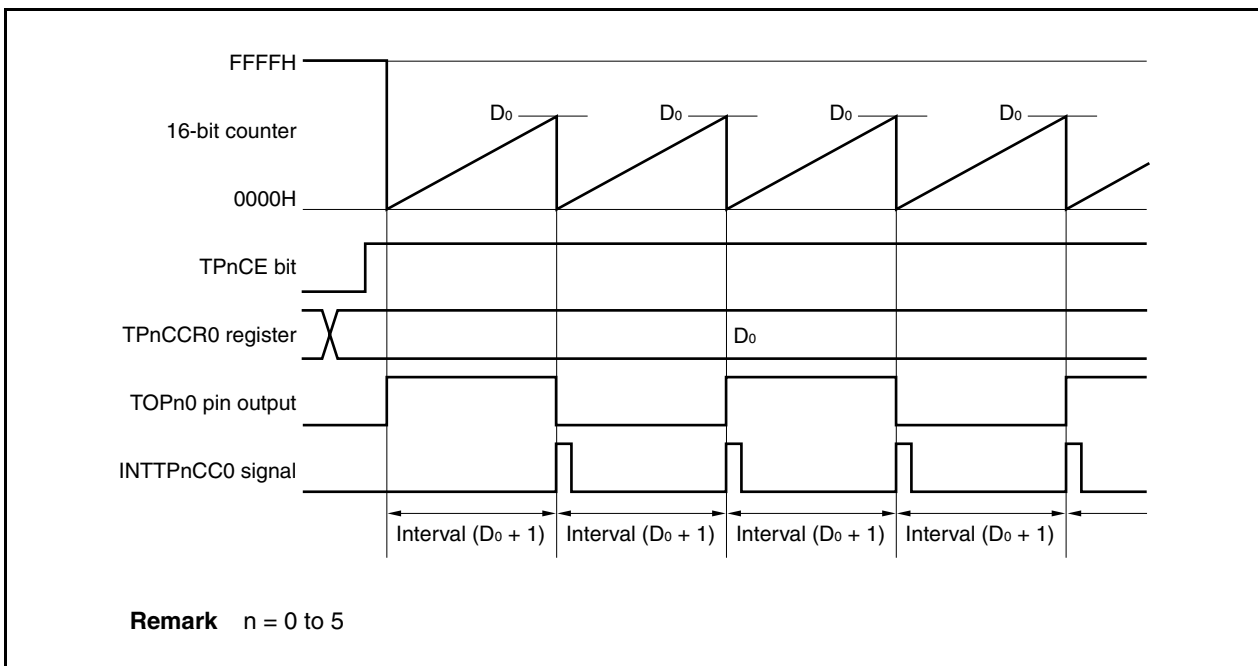 FFFFH
D₀ D₀ D₀ D₀
16-bit counter
0000H
TPnCE bit
TPnCCR0 register D₀
TOPn0 pin output
INTTPnCC0 signal
Interval (D₀ + 1) Interval (D₀ + 1) Interval (D₀ + 1) Interval (D₀ + 1)
Remark n = 0 to 5